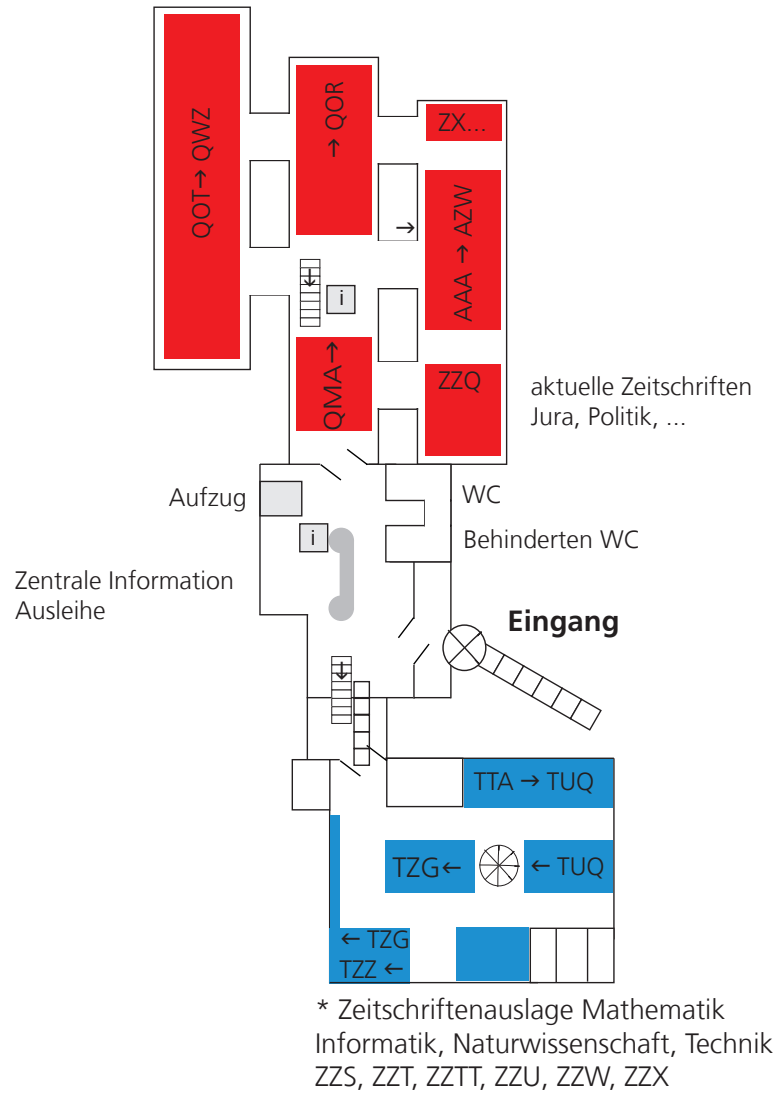 QOT→ QWZ
→ QOR
ZX...
→
AAA → AZW
↓
i
QMA→
ZZQ
aktuelle Zeitschriften
Jura, Politik, ...
Aufzug
WC
i
Behinderten WC
Zentrale Information
Ausleihe
Eingang
↓
TTA → TUQ
TZG←
← TUQ
← TZG
TZZ ←
* Zeitschriftenauslage Mathematik
Informatik, Naturwissenschaft, Technik
ZZS, ZZT, ZZTT, ZZU, ZZW, ZZX